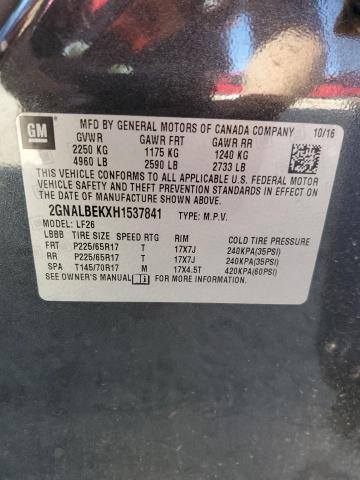 GM
MFD BY GENERAL MOTORS OF CANADA COMPANY 10/16
GVWR GAWR FRT GAWR RR
2250 KG 1175 KG 1240 KG
4960 LB 2590 LB 2733 LB
THIS VEHICLE CONFORMS TO ALL APPLICABLE U.S. FEDERAL MOTOR
VEHICLE SAFETY AND THEFT PREVENTION STANDARDS IN EFFECT ON
THE DATE OF MANUFACTURE SHOWN ABOVE.
2GNALBEKXH1537841 TYPE: M.P.V.
MODEL: LF26
LBBB TIRE SIZE SPEED RTG RIM COLD TIRE PRESSURE
FRT P225/65R17 T 17X7J 240KPA(35PSI)
RR P225/65R17 T 17X7J 240KPA(35PSI)
SPA T145/70R17 M 17X4.5T 420KPA(60PSI)
SEE OWNER'S MANUAL FOR MORE INFORMATION.